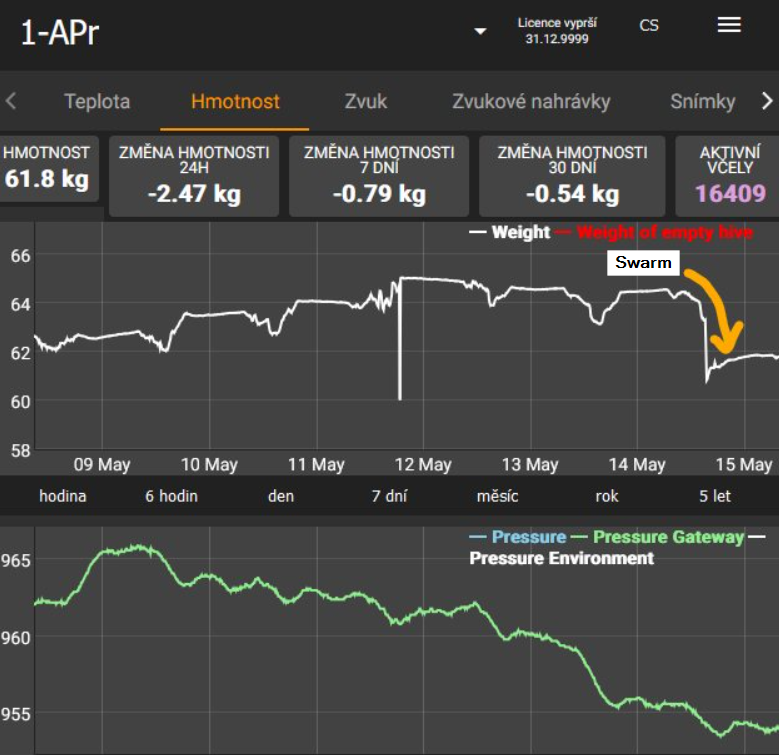 1-APr
Licence vyprší
31.12.9999
CS
Teplota
Hmotnost
Zvuk
Zvukové nahrávky
Snímky
HMOTNOST
61.8 kg
ZMĚNA HMOTNOSTI
24H
-2.47 kg
ZMĚNA HMOTNOSTI
7 DNÍ
-0.79 kg
ZMĚNA HMOTNOSTI
30 DNÍ
-0.54 kg
AKTIVNÍ
VČELY
16409
Weight Weight of empty hive
Swarm
66
64
62
60
58
09 May 10 May 11 May 12 May 13 May 14 May 15 May
hodina 6 hodin den 7 dní měsíc rok 5 let
Pressure Pressure Gateway
Pressure Environment
965
960
955